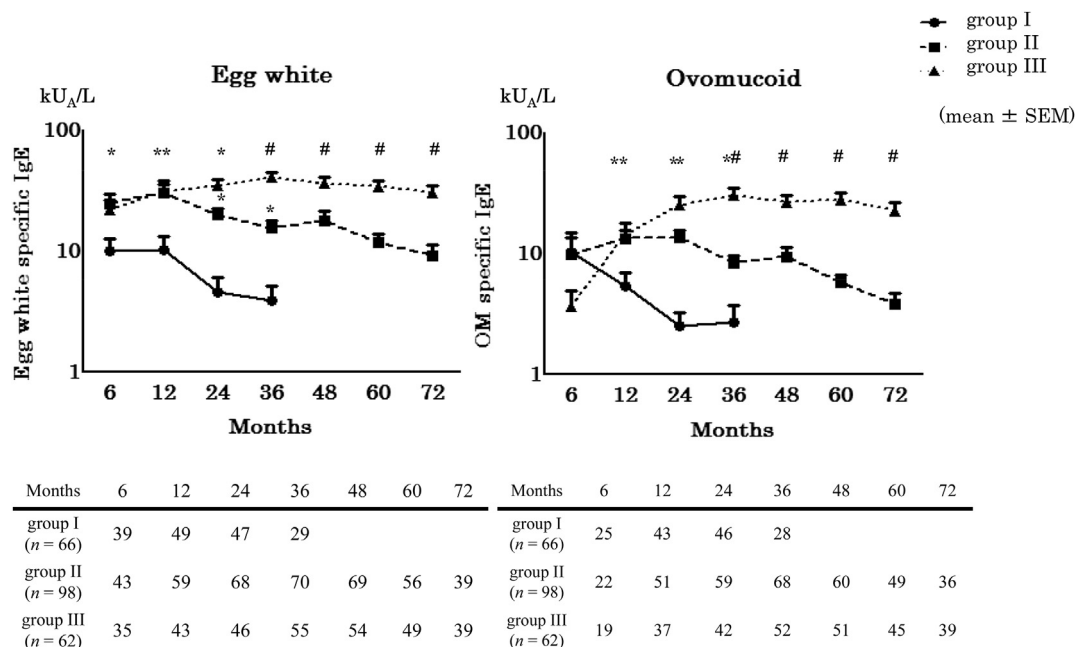 group I
group II
group III
(mean ± SEM)
Egg white
kUA/L
Egg white specific IgE
100
10
1
* ** * # # # #
* *
6 12 24 36 48 60 72
Months
Ovomucoid
kUA/L
OM specific IgE
100
10
1
** ** *# # # #
6 12 24 36 48 60 72
Months
Months 6 12 24 36 48 60 72
group I
(n = 66) 39 49 47 29
group II
(n = 98) 43 59 68 70 69 56 39
group III
(n = 62) 35 43 46 55 54 49 39
Months 6 12 24 36 48 60 72
group I
(n = 66) 25 43 46 28
group II
(n = 98) 22 51 59 68 60 49 36
group III
(n = 62) 19 37 42 52 51 45 39